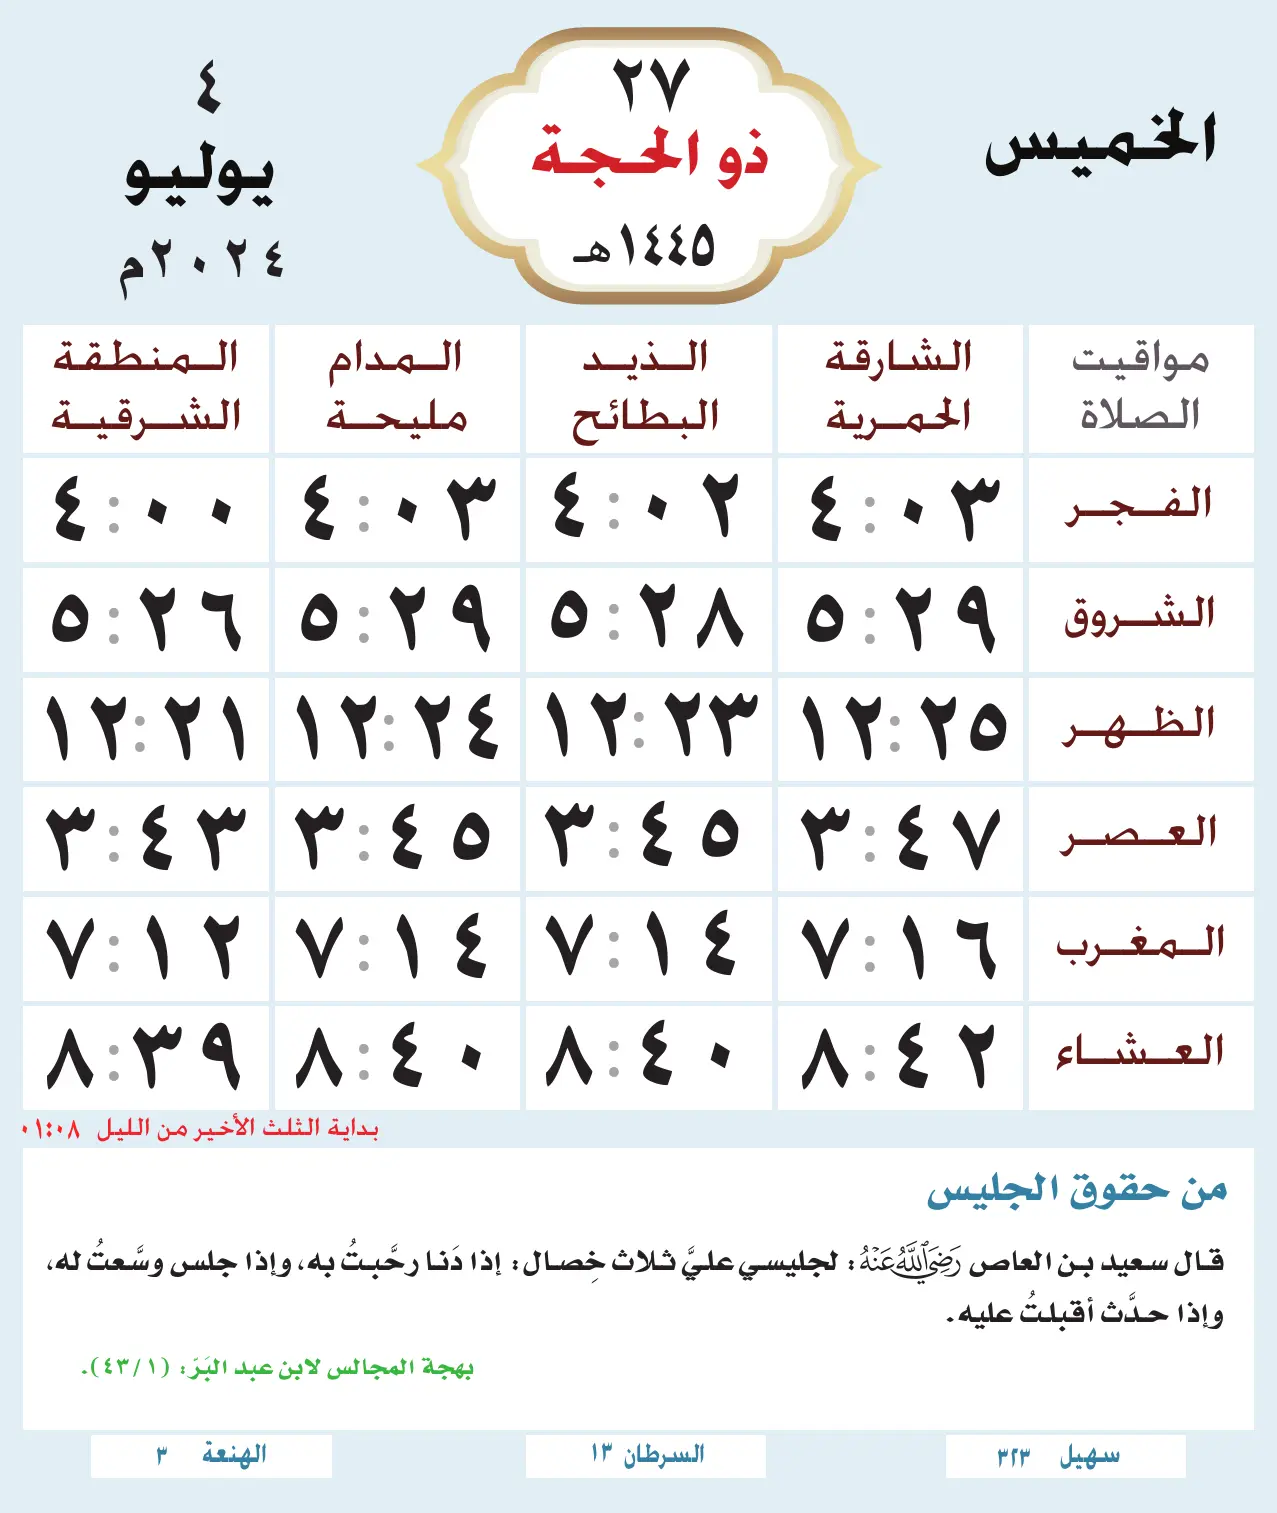 الخميس
٢٧
ذو الحجة
١٤٤٥هـ
٤
يوليو
٢٠٢٤م
مواقيت الصلاة
الشارقة الحمرية
الذيد البطائح
المدام مليحة
المنطقة الشرقية
الفجر ٤:٠٣ ٤:٠٢ ٤:٠٣ ٤:٠٠
الشروق ٥:٢٩ ٥:٢٨ ٥:٢٩ ٥:٢٦
الظهر ١٢:٢٥ ١٢:٢٣ ١٢:٢٤ ١٢:٢١
العصر ٣:٤٧ ٣:٤٥ ٣:٤٥ ٣:٤٣
المغرب ٧:١٦ ٧:١٤ ٧:١٤ ٧:١٢
العشاء ٨:٤٢ ٨:٤٠ ٨:٤٠ ٨:٣٩
بداية الثلث الأخير من الليل ٠١:٠٨
من حقوق الجليس
قال سعيد بن العاص رَضِيَ اللَّهُ عَنْهُ: لجليسي عليَّ ثلاث خِصال: إذا دَنا رحَّبتُ به، وإذا جلس وسَّعتُ له،
وإذا حدَّث أقبلتُ عليه.
بهجة المجالس لابن عبد البَرّ: (٤٣/١).
سهيل ٣٢٣
السرطان ١٣
الهنعة ٣